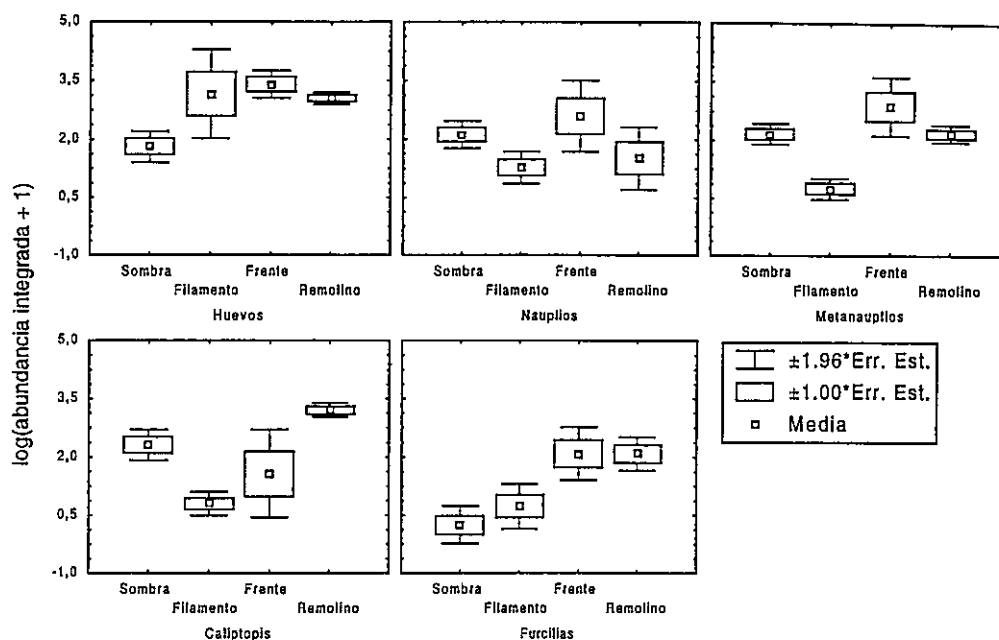 log(abundancia integrada + 1)
5,0
3,5
2,0
0,5
-1,0
Sombra Frente
Filamento Remolino
Huevos
Sombra Frente
Filamento Remolino
Nauplios
Sombra Frente
Filamento Remolino
Metanauplios
5,0
3,5
2,0
0,5
-1,0
Sombra Frente
Filamento Remolino
Caliptopis
Sombra Frente
Filamento Remolino
Furcilias
±1.96*Err. Est.
±1.00*Err. Est.
Media